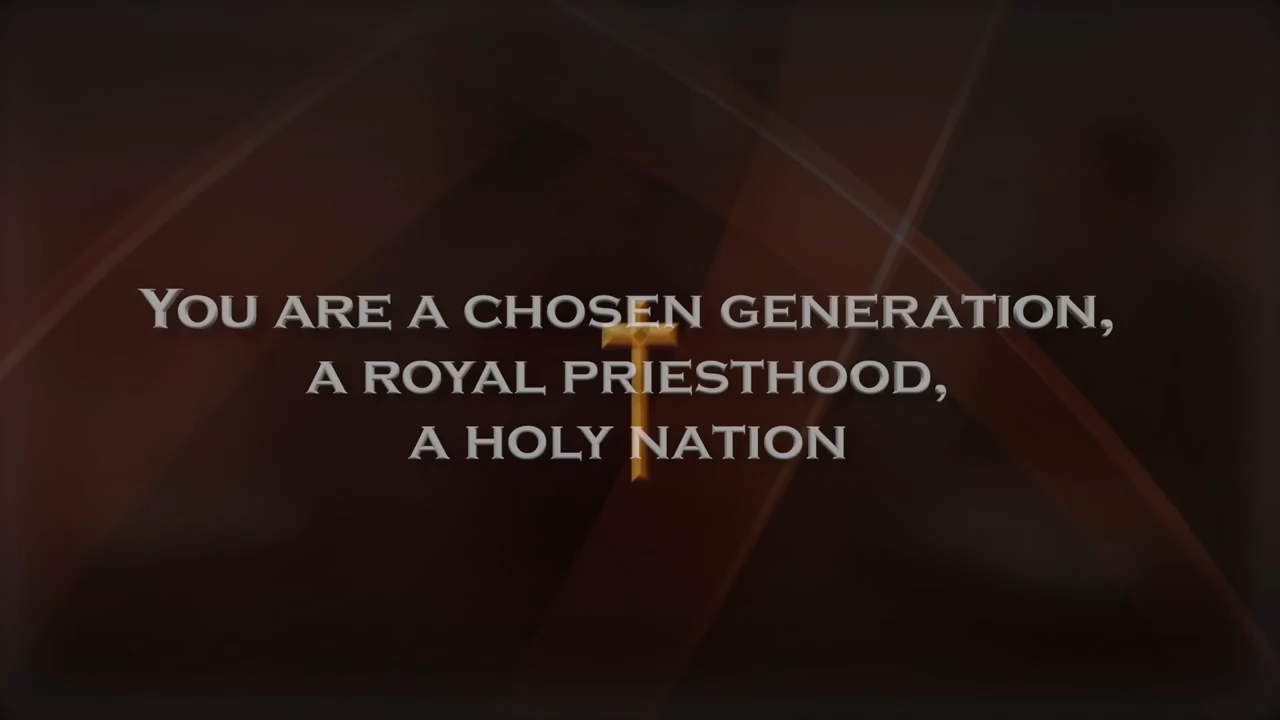 You are a chosen generation,
a royal priesthood,
a holy nation